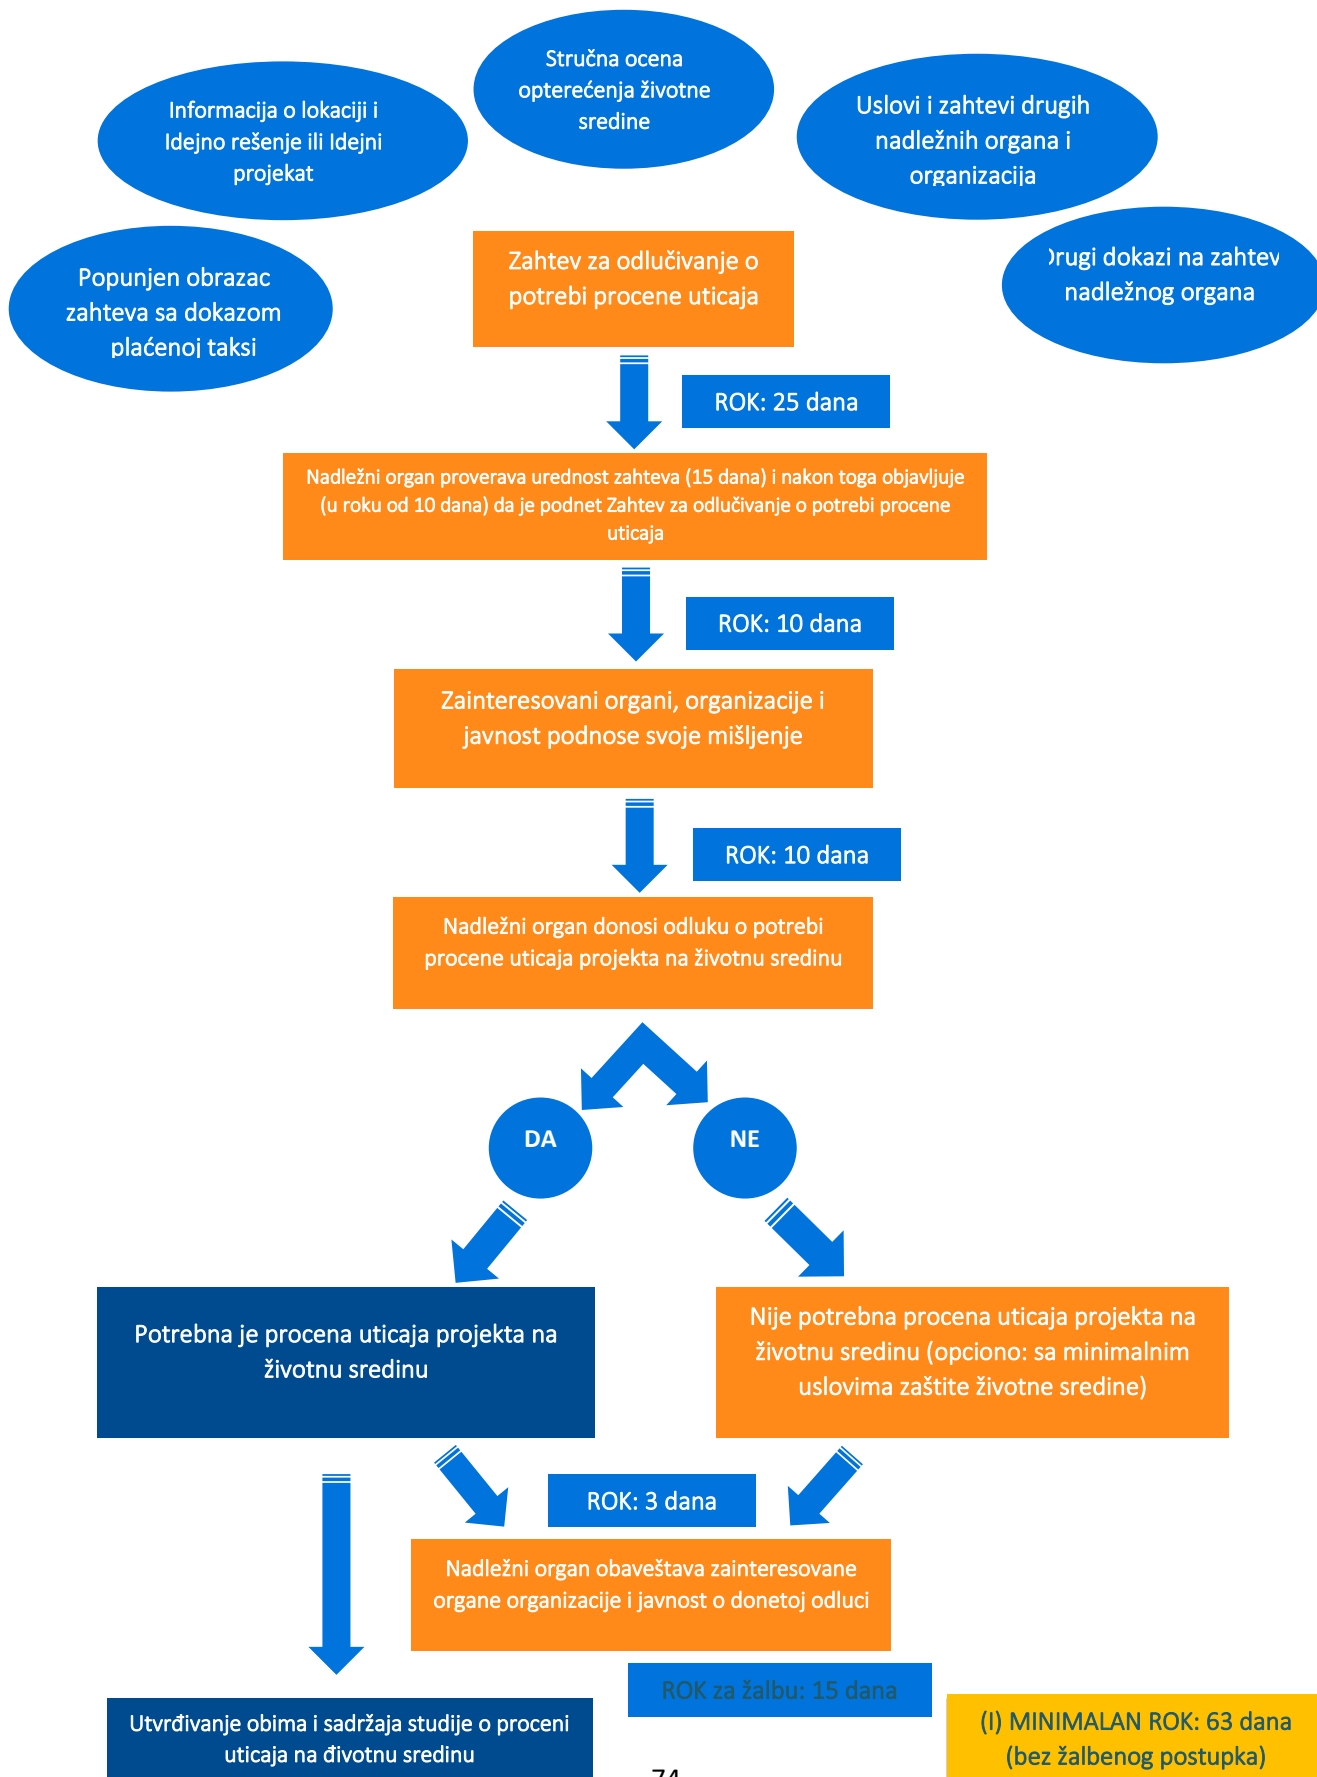 Stručna ocena
opterećenja životne
sredine
Informacija o lokaciji i
Idejno rešenje ili Idejni
projekat
Uslovi i zahtevi drugih
nadležnih organa i
organizacija
Popunjen obrazac
zahteva sa dokazom
plaćenoj taksi
Zahtev za odlučivanje o
potrebi procene uticaja
rugi dokazi na zahtev
nadležnog organa
ROK: 25 dana
Nadležni organ proverava urednost zahteva (15 dana) i nakon toga objavljuje
(u roku od 10 dana) da je podnet Zahtev za odlučivanje o potrebi procene
uticaja
ROK: 10 dana
Zainteresovani organi, organizacije i
javnost podnose svoje mišljenje
ROK: 10 dana
Nadležni organ donosi odluku o potrebi
procene uticaja projekta na životnu sredinu
DA
NE
Potrebna je procena uticaja projekta na
životnu sredinu
Nije potrebna procena uticaja projekta na
životnu sredinu (opciono: sa minimalnim
uslovima zaštite životne sredine)
ROK: 3 dana
Nadležni organ obaveštava zainteresovane
organe organizacije i javnost o donetoj odluci
ROK za žalbu: 15 dana
Utvrđivanje obima i sadržaja studije o proceni
uticaja na đivotnu sredinu
(I) MINIMALAN ROK: 63 dana
(bez žalbenog postupka)
74